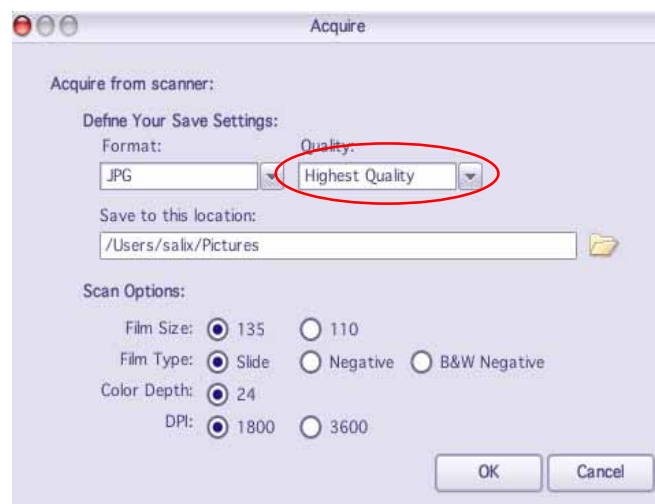 Acquire
Acquire from scanner:
Define Your Save Settings:
Format: Quality:
JPG Highest Quality
Save to this location:
/Users/salix/Pictures
Scan Options:
Film Size: 135 110
Film Type: Slide Negative B&W Negative
Color Depth: 24
DPI: 1800 3600
OK Cancel